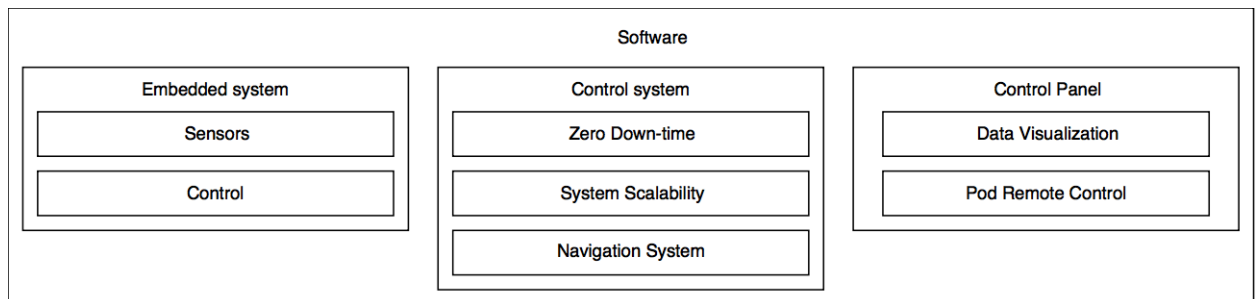 Software
Embedded system
Sensors
Control
Control system
Zero Down-time
System Scalability
Navigation System
Control Panel
Data Visualization
Pod Remote Control